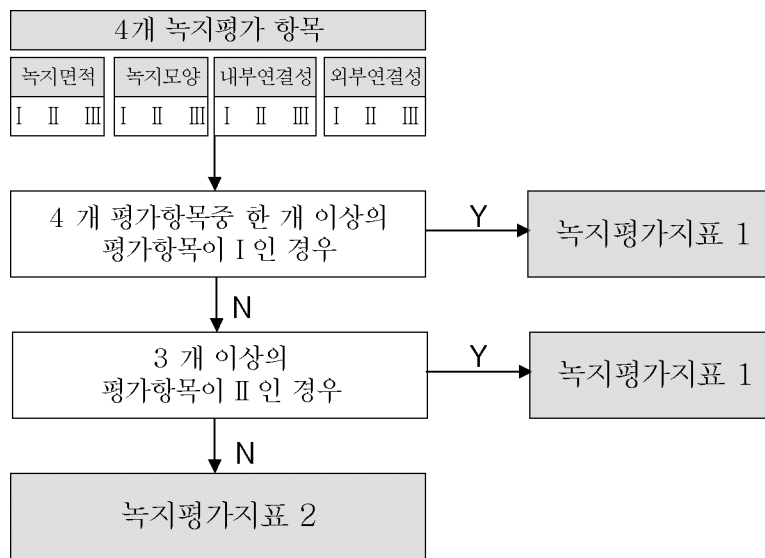 4개 녹지평가 항목
녹지면적 녹지모양 내부연결성 외부연결성
Ⅰ Ⅱ Ⅲ Ⅰ Ⅱ Ⅲ Ⅰ Ⅱ Ⅲ Ⅰ Ⅱ Ⅲ
4 개 평가항목중 한 개 이상의
평가항목이 Ⅰ 인 경우
Y
녹지평가지표 1
N
3 개 이상의
평가항목이 Ⅱ 인 경우
Y
녹지평가지표 1
N
녹지평가지표 2